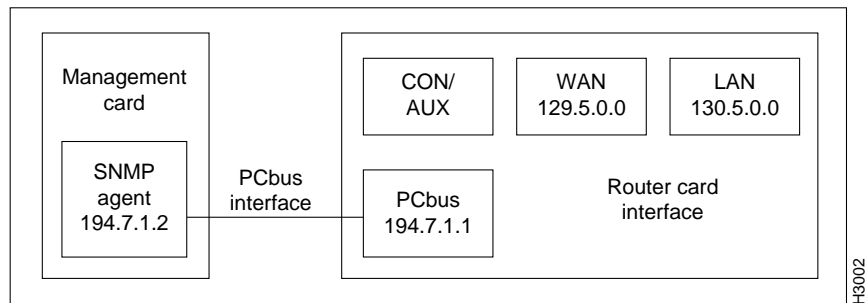 Management
card
SNMP
agent
194.7.1.2
PCbus
interface
CON/
AUX
WAN
129.5.0.0
LAN
130.5.0.0
PCbus
194.7.1.1
Router card
interface
H3002